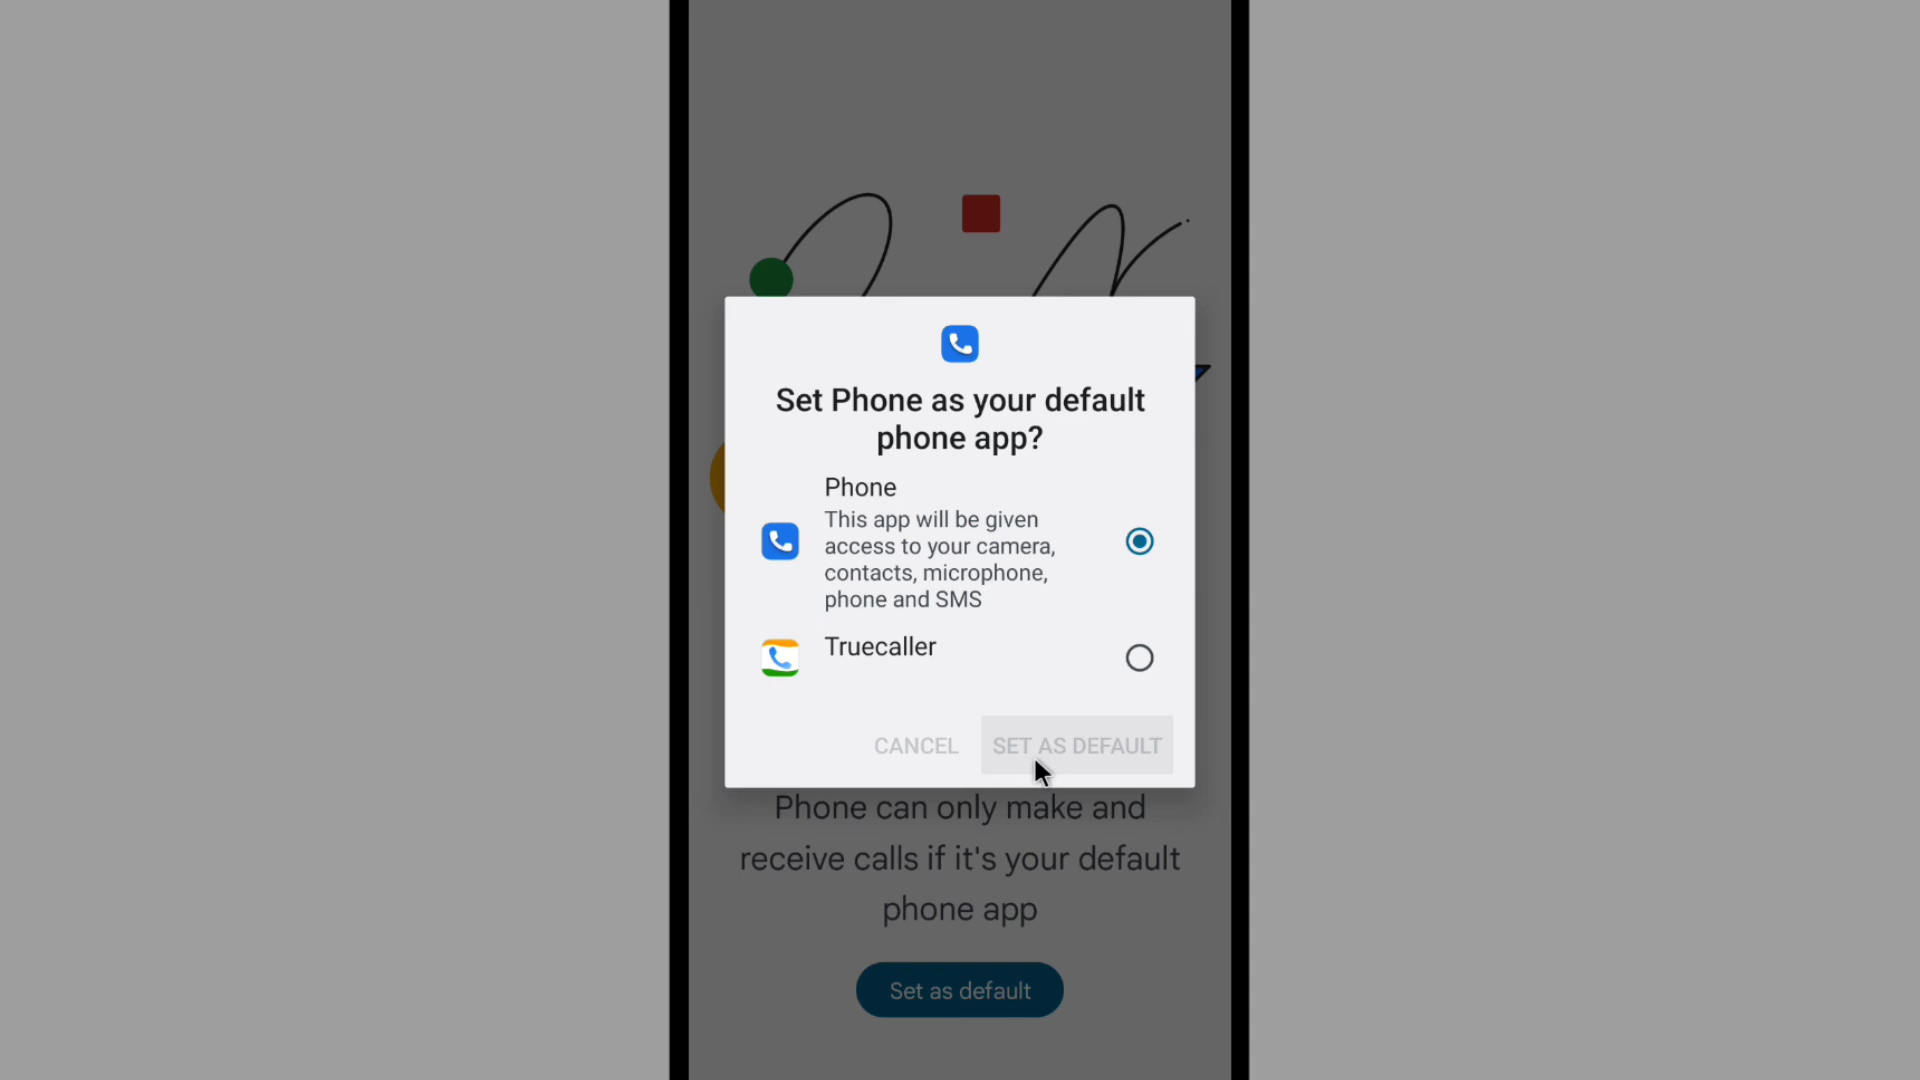 Set Phone as your default
phone app?
Phone
This app will be given
access to your camera,
contacts, microphone,
phone and SMS
Truecaller
CANCEL
SET AS DEFAULT
Phone can only make and
receive calls if it's your default
phone app
Set as default